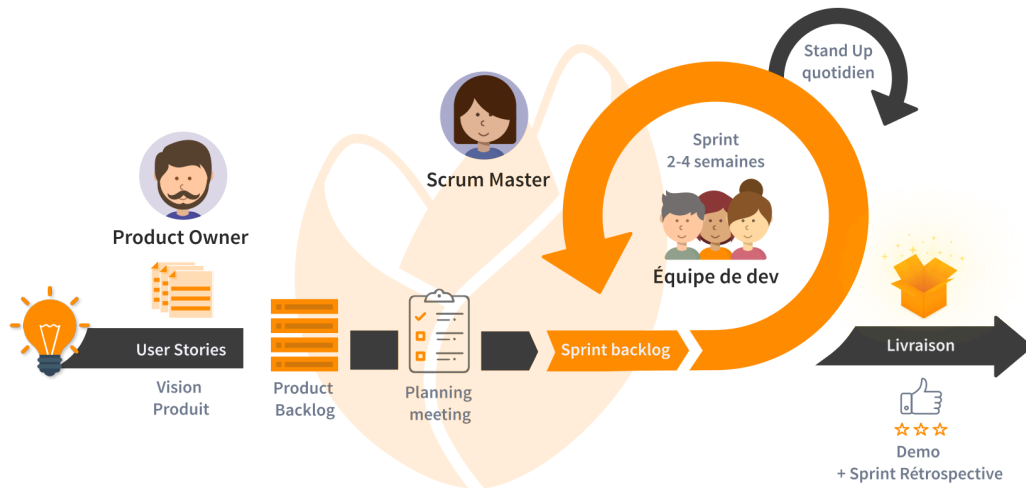 Stand Up
quotidien
Sprint
2-4 semaines
Scrum Master
Product Owner
Équipe de dev
User Stories
Sprint backlog
Livraison
Vision
Produit
Product
Backlog
Planning
meeting
Demo
+ Sprint Rétrospective